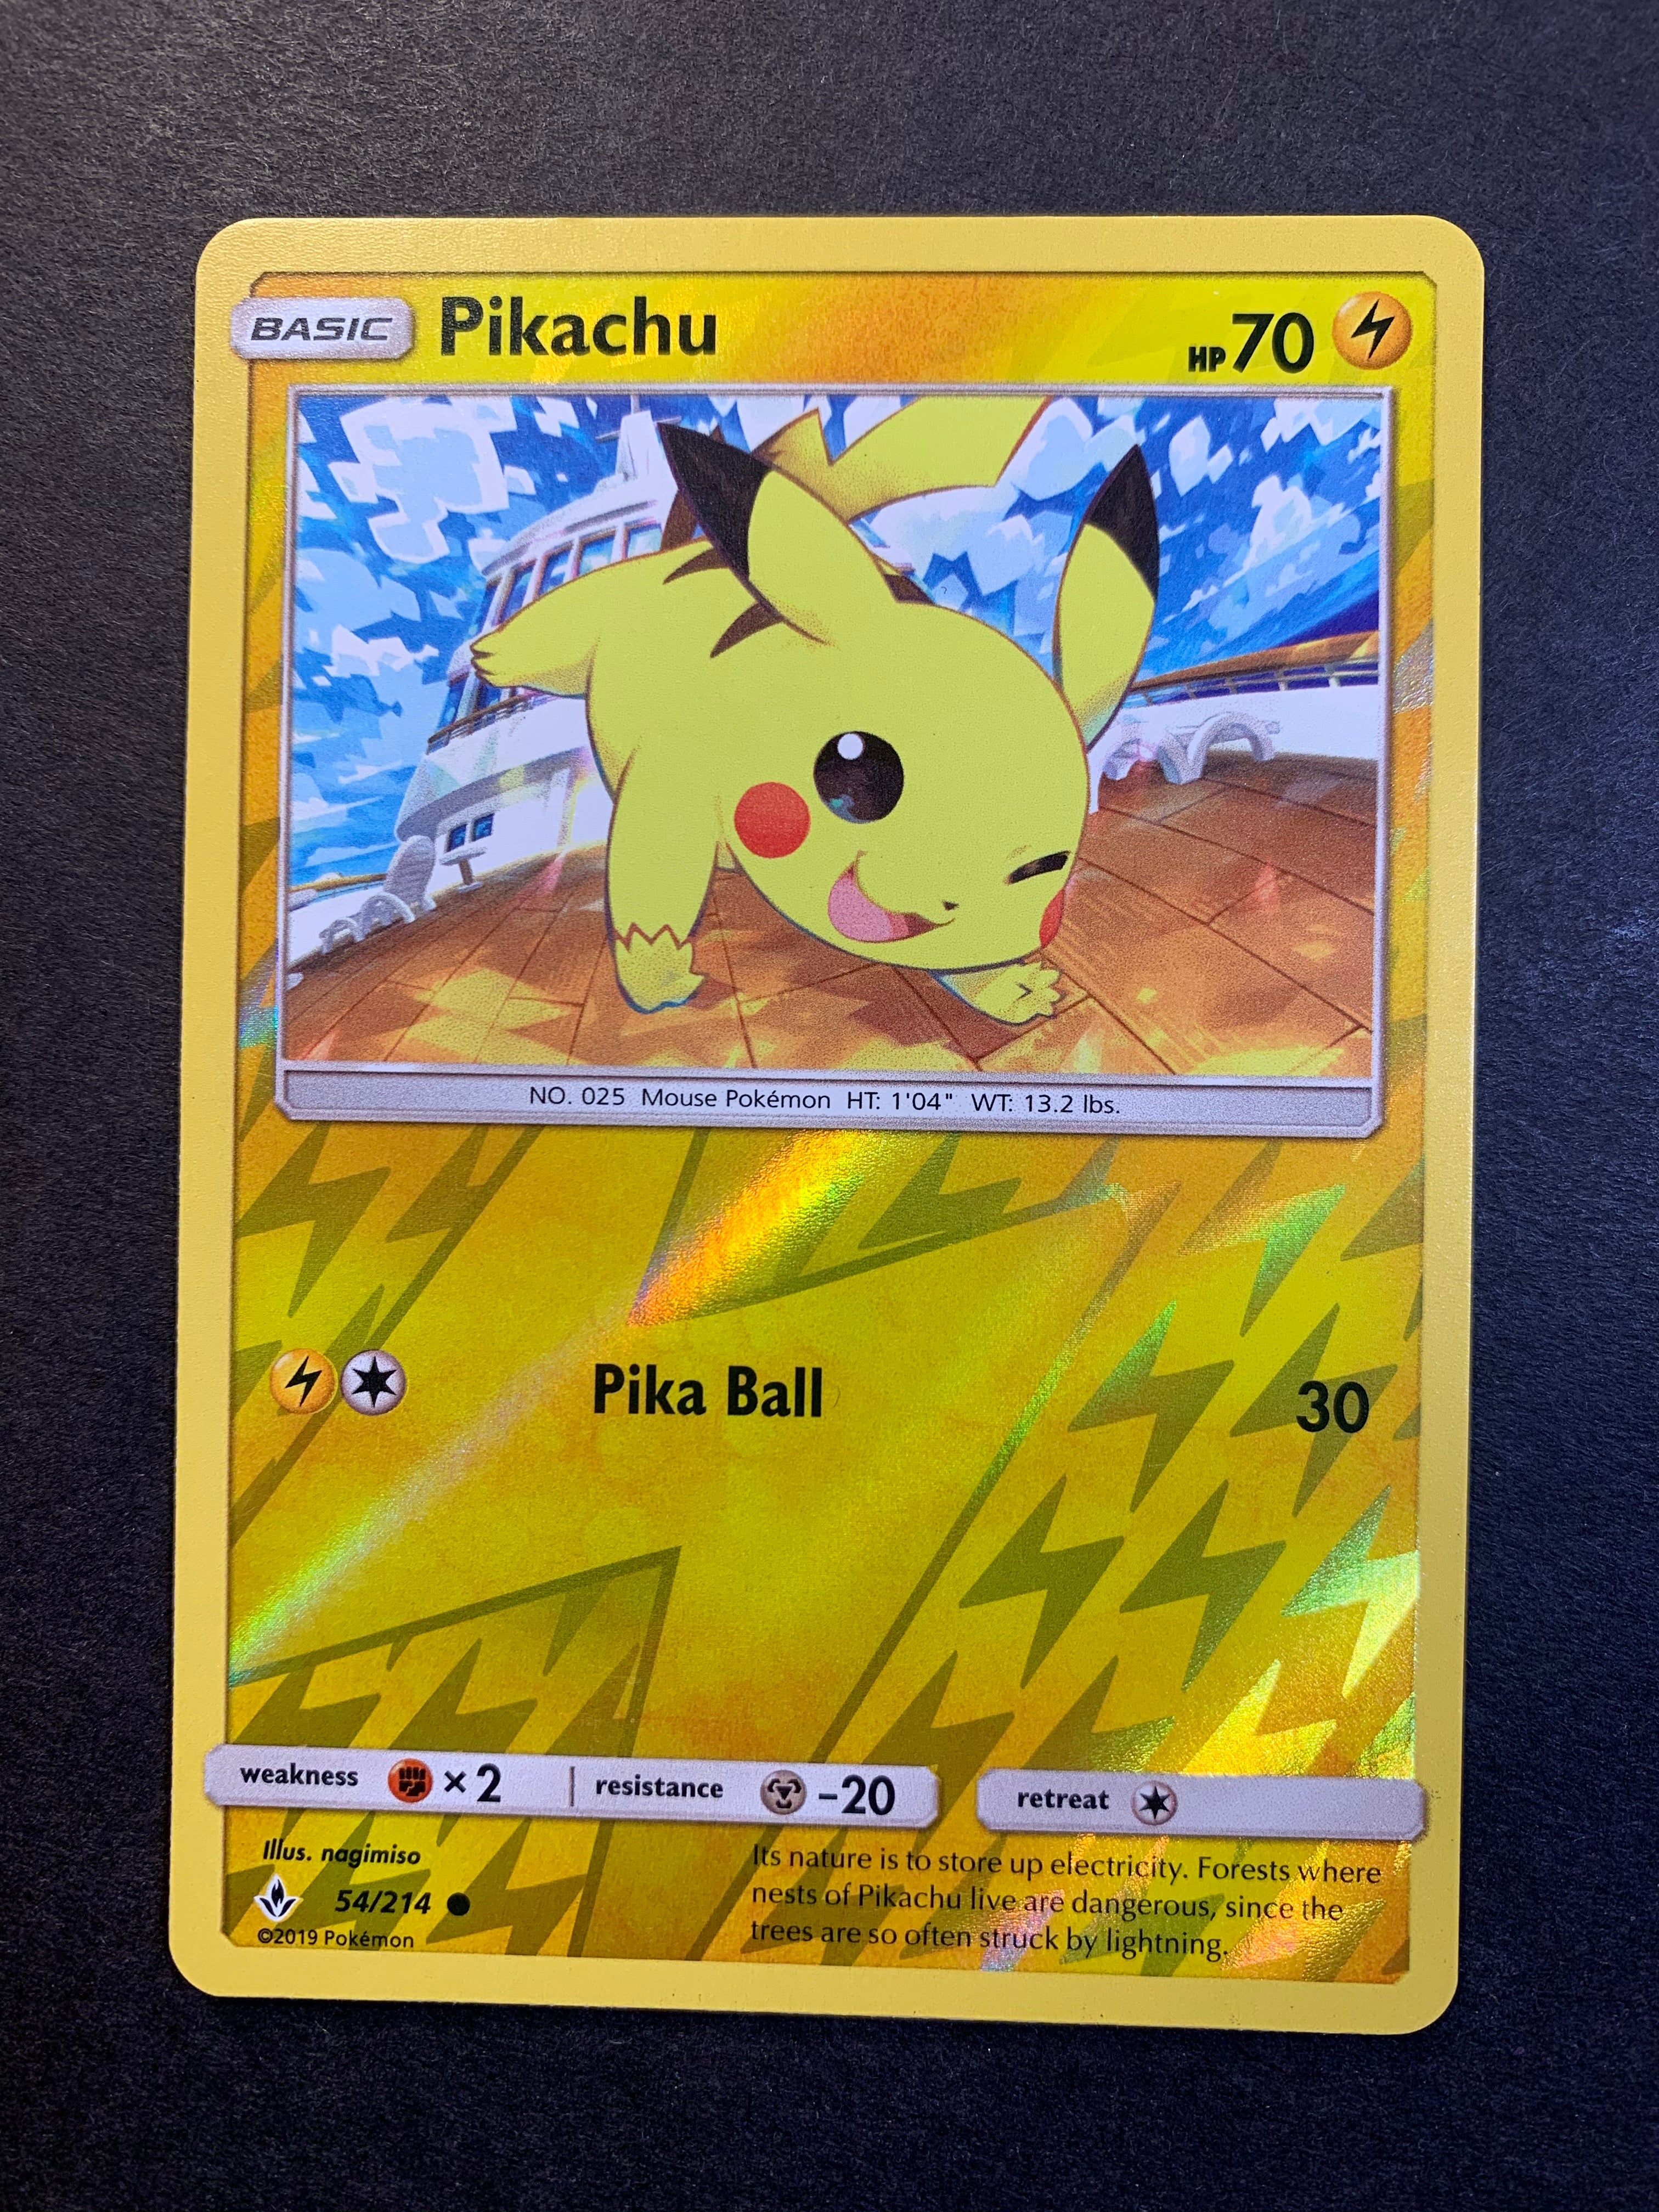 BASIC Pikachu HP 70
NO. 025 Mouse Pokémon HT: 1'04" WT: 13.2 lbs.
Pika Ball 30
weakness × 2 resistance -20 retreat
Illus. nagimiso
54/214
©2019 Pokémon
Its nature is to store up electricity. Forests where
nests of Pikachu live are dangerous, since the
trees are so often struck by lightning.